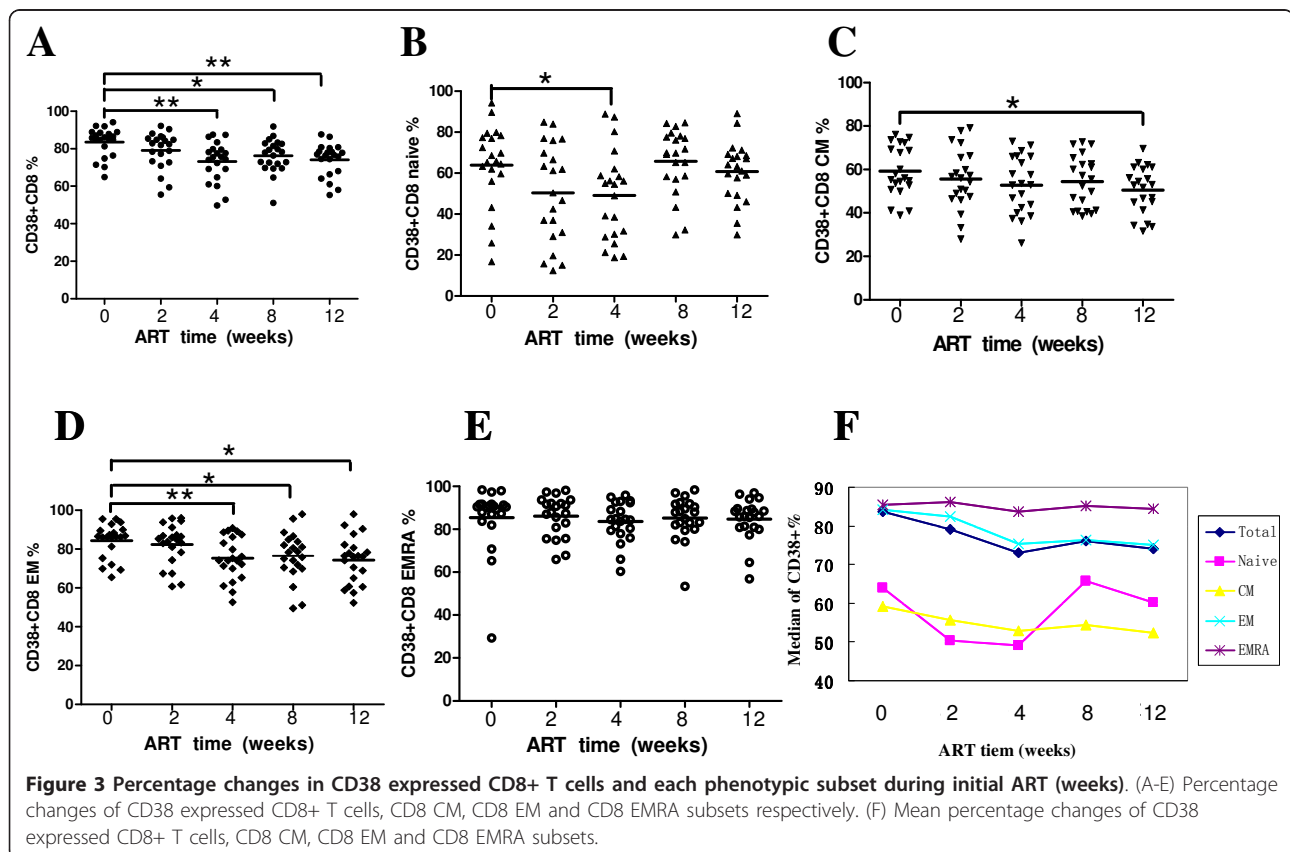 A
**
*
**
CD38+CD8 %
100
80
60
40
20
0
0 2 4 8 12
ART time (weeks)
B
*
CD38+CD8 naive %
100
80
60
40
20
0
0 2 4 8 12
ART time (weeks)
C
*
CD38+CD8 CM %
80
60
40
20
0
0 2 4 8 12
ART time (weeks)
D
*
*
**
CD38+CD8 EM %
100
80
60
40
20
0
0 2 4 8 12
ART time (weeks)
E
CD38+CD8 EMRA %
100
80
60
40
20
0
0 2 4 8 12
ART time (weeks)
F
Median of CD38+%
90
80
70
60
50
40
0 2 4 8 12
ART tiem (weeks)
Total
Naive
CM
EM
EMRA
Figure 3 Percentage changes in CD38 expressed CD8+ T cells and each phenotypic subset during initial ART (weeks). (A-E) Percentage
changes of CD38 expressed CD8+ T cells, CD8 CM, CD8 EM and CD8 EMRA subsets respectively. (F) Mean percentage changes of CD38
expressed CD8+ T cells, CD8 CM, CD8 EM and CD8 EMRA subsets.